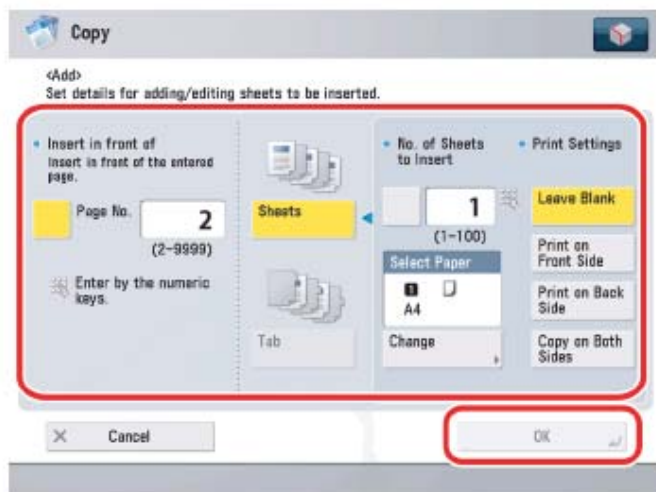 Copy
<Add>
Set details for adding/editing sheets to be inserted.
Insert in front of
Insert in front of the entered
page.
Page No.
2
(2-9999)
Enter by the numeric
keys.
Sheets
Tab
No. of Sheets
to Insert
1
(1-100)
Select Paper
1
A4
Change
Print Settings
Leave Blank
Print on
Front Side
Print on Back
Side
Copy on Both
Sides
Cancel
OK